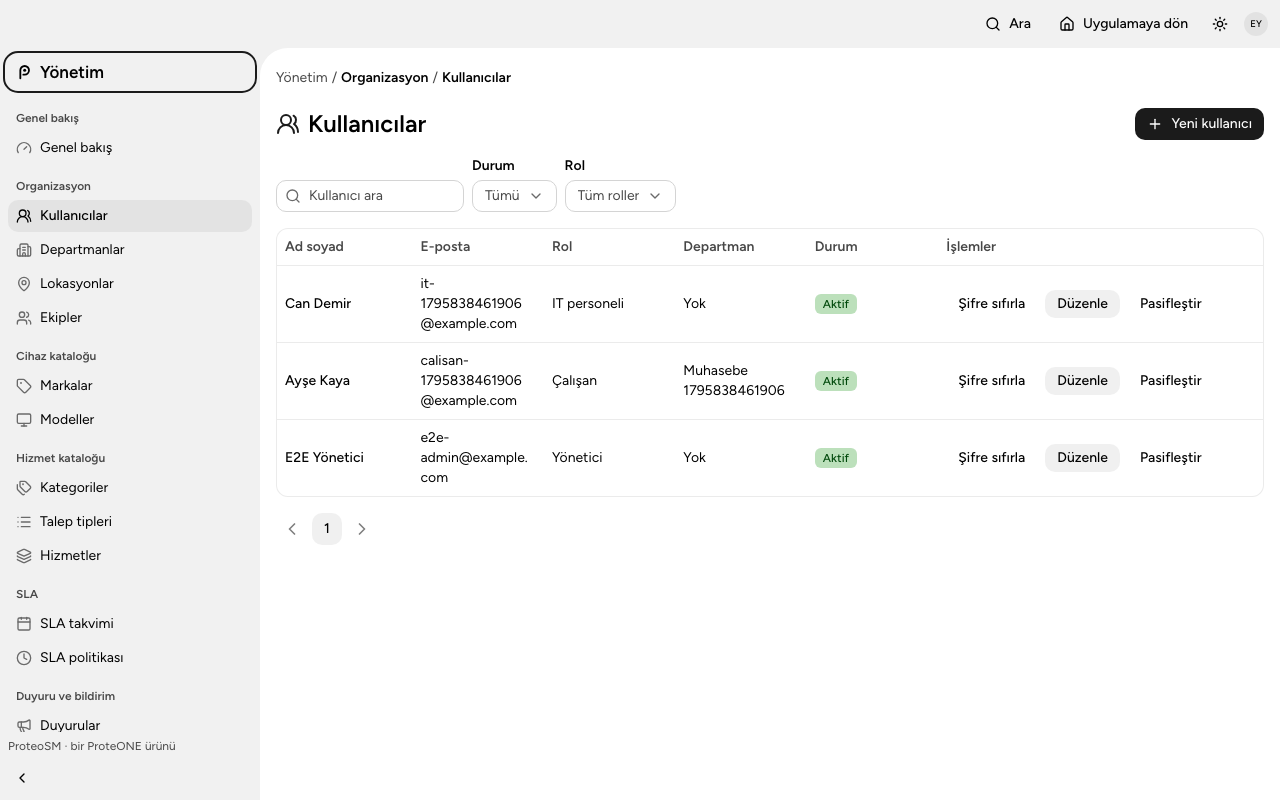 Ara
Uygulamaya dön
EY
Yönetim
Genel bakış
Genel bakış
Organizasyon
Kullanıcılar
Departmanlar
Lokasyonlar
Ekipler
Cihaz kataloğu
Markalar
Modeller
Hizmet kataloğu
Kategoriler
Talep tipleri
Hizmetler
SLA
SLA takvimi
SLA politikası
Duyuru ve bildirim
Duyurular
ProteoSM · bir ProteONE ürünü
Yönetim / Organizasyon / Kullanıcılar
Kullanıcılar
Yeni kullanıcı
Durum
Rol
Kullanıcı ara
Tümü
Tüm roller
Ad soyad E-posta Rol Departman Durum İşlemler
Can Demir
it-
1795838461906
@example.com
IT personeli
Yok
Aktif
Şifre sıfırla
Düzenle
Pasifleştir
Ayşe Kaya
calisan-
1795838461906
@example.com
Çalışan
Muhasebe
1795838461906
Aktif
Şifre sıfırla
Düzenle
Pasifleştir
E2E Yönetici
e2e-
admin@example.
com
Yönetici
Yok
Aktif
Şifre sıfırla
Düzenle
Pasifleştir
1